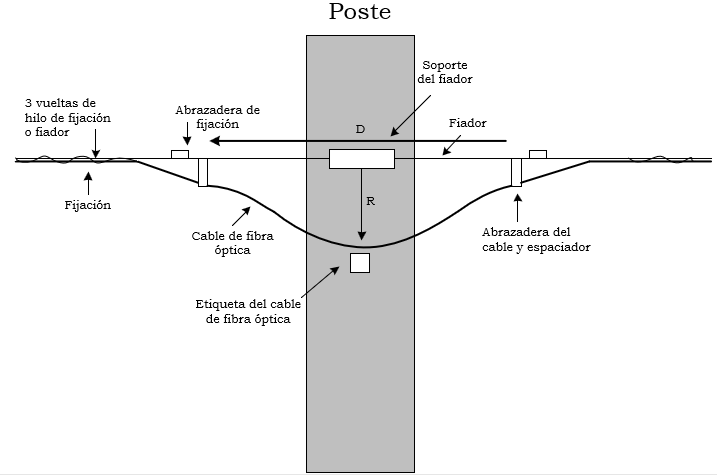 Poste
Soporte
del fiador
3 vueltas de
hilo de fijación
o fiador
Abrazadera de
fijación
D
Fiador
Fijación
R
Cable de fibra
óptica
Abrazadera del
cable y espaciador
Etiqueta del cable
de fibra óptica